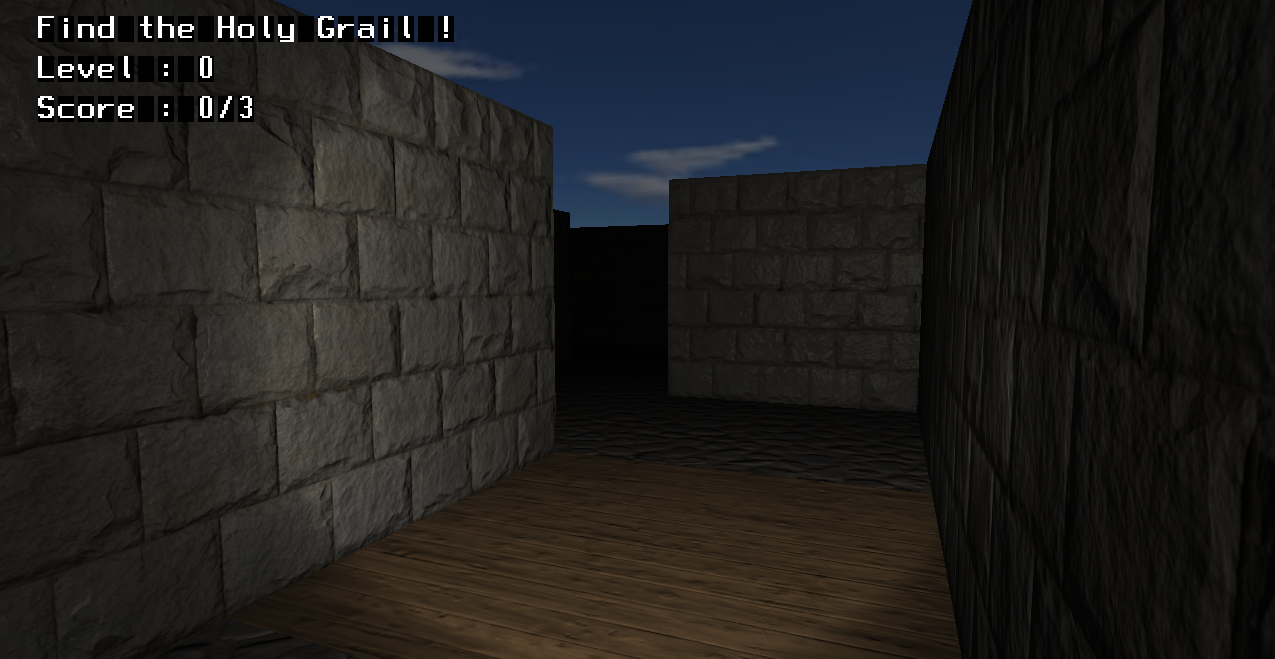 Find the Holy Grail !
Level : 0
Score : 0/3